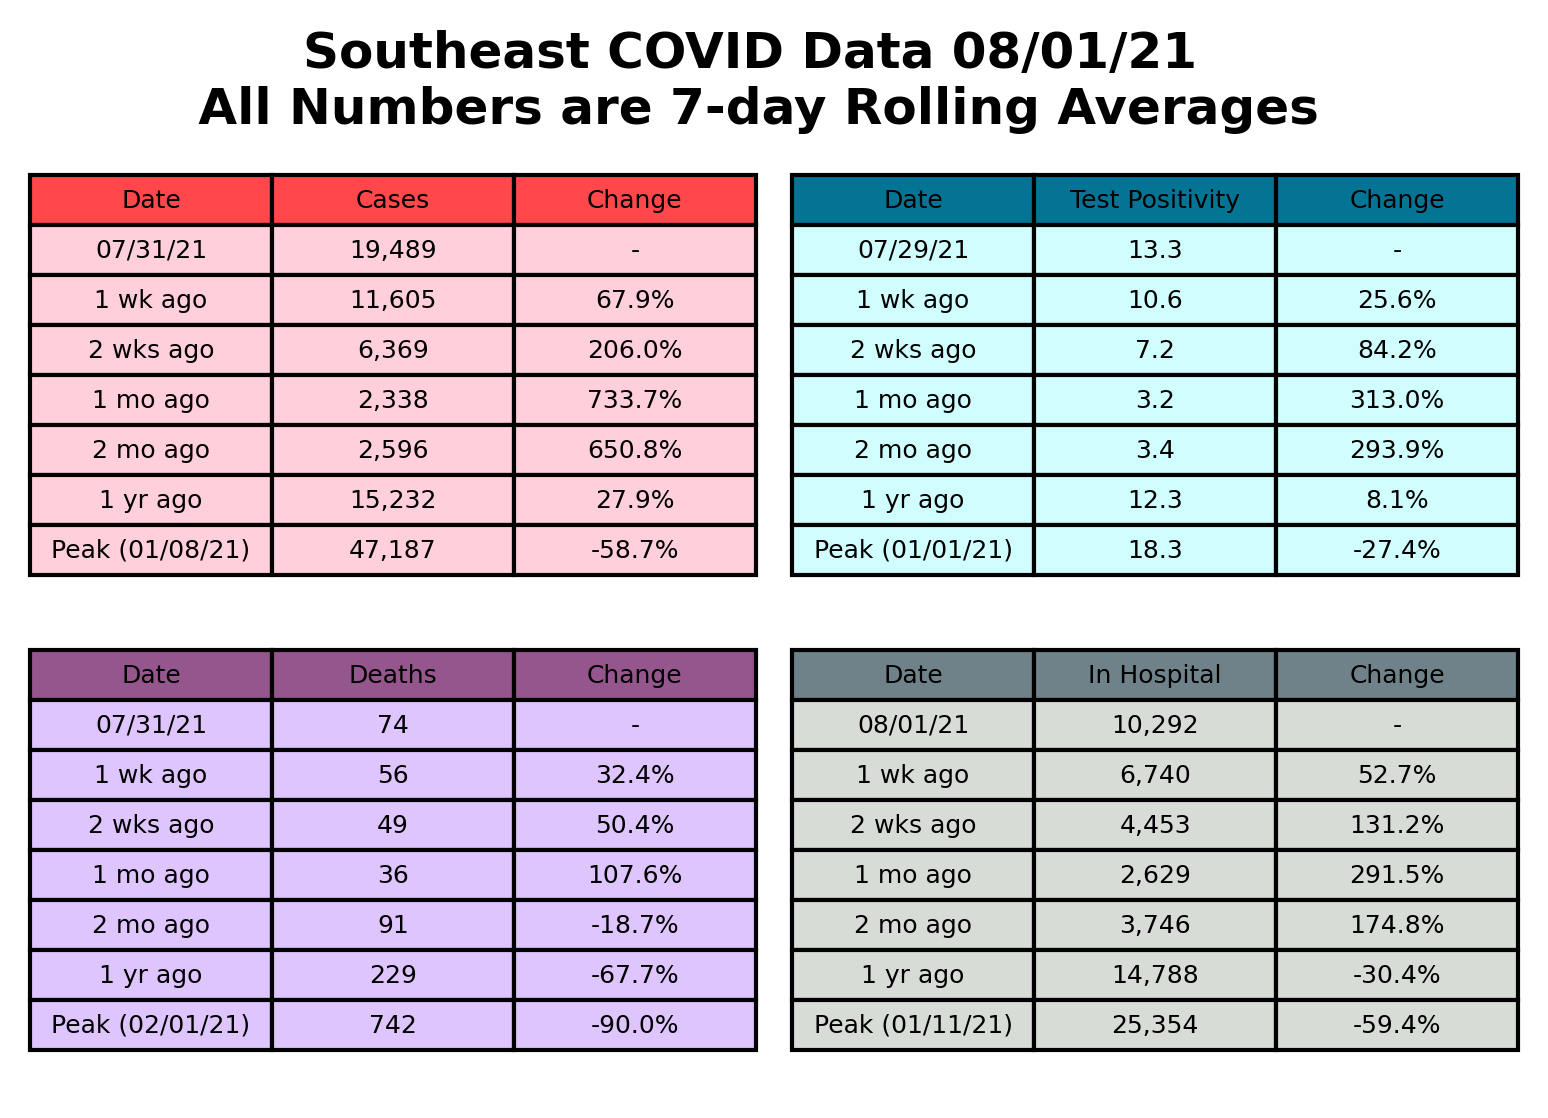 Southeast COVID Data 08/01/21
All Numbers are 7-day Rolling Averages
Date Cases Change
07/31/21 19,489 -
1 wk ago 11,605 67.9%
2 wks ago 6,369 206.0%
1 mo ago 2,338 733.7%
2 mo ago 2,596 650.8%
1 yr ago 15,232 27.9%
Peak (01/08/21) 47,187 -58.7%
Date Test Positivity Change
07/29/21 13.3 -
1 wk ago 10.6 25.6%
2 wks ago 7.2 84.2%
1 mo ago 3.2 313.0%
2 mo ago 3.4 293.9%
1 yr ago 12.3 8.1%
Peak (01/01/21) 18.3 -27.4%
Date Deaths Change
07/31/21 74 -
1 wk ago 56 32.4%
2 wks ago 49 50.4%
1 mo ago 36 107.6%
2 mo ago 91 -18.7%
1 yr ago 229 -67.7%
Peak (02/01/21) 742 -90.0%
Date In Hospital Change
08/01/21 10,292 -
1 wk ago 6,740 52.7%
2 wks ago 4,453 131.2%
1 mo ago 2,629 291.5%
2 mo ago 3,746 174.8%
1 yr ago 14,788 -30.4%
Peak (01/11/21) 25,354 -59.4%